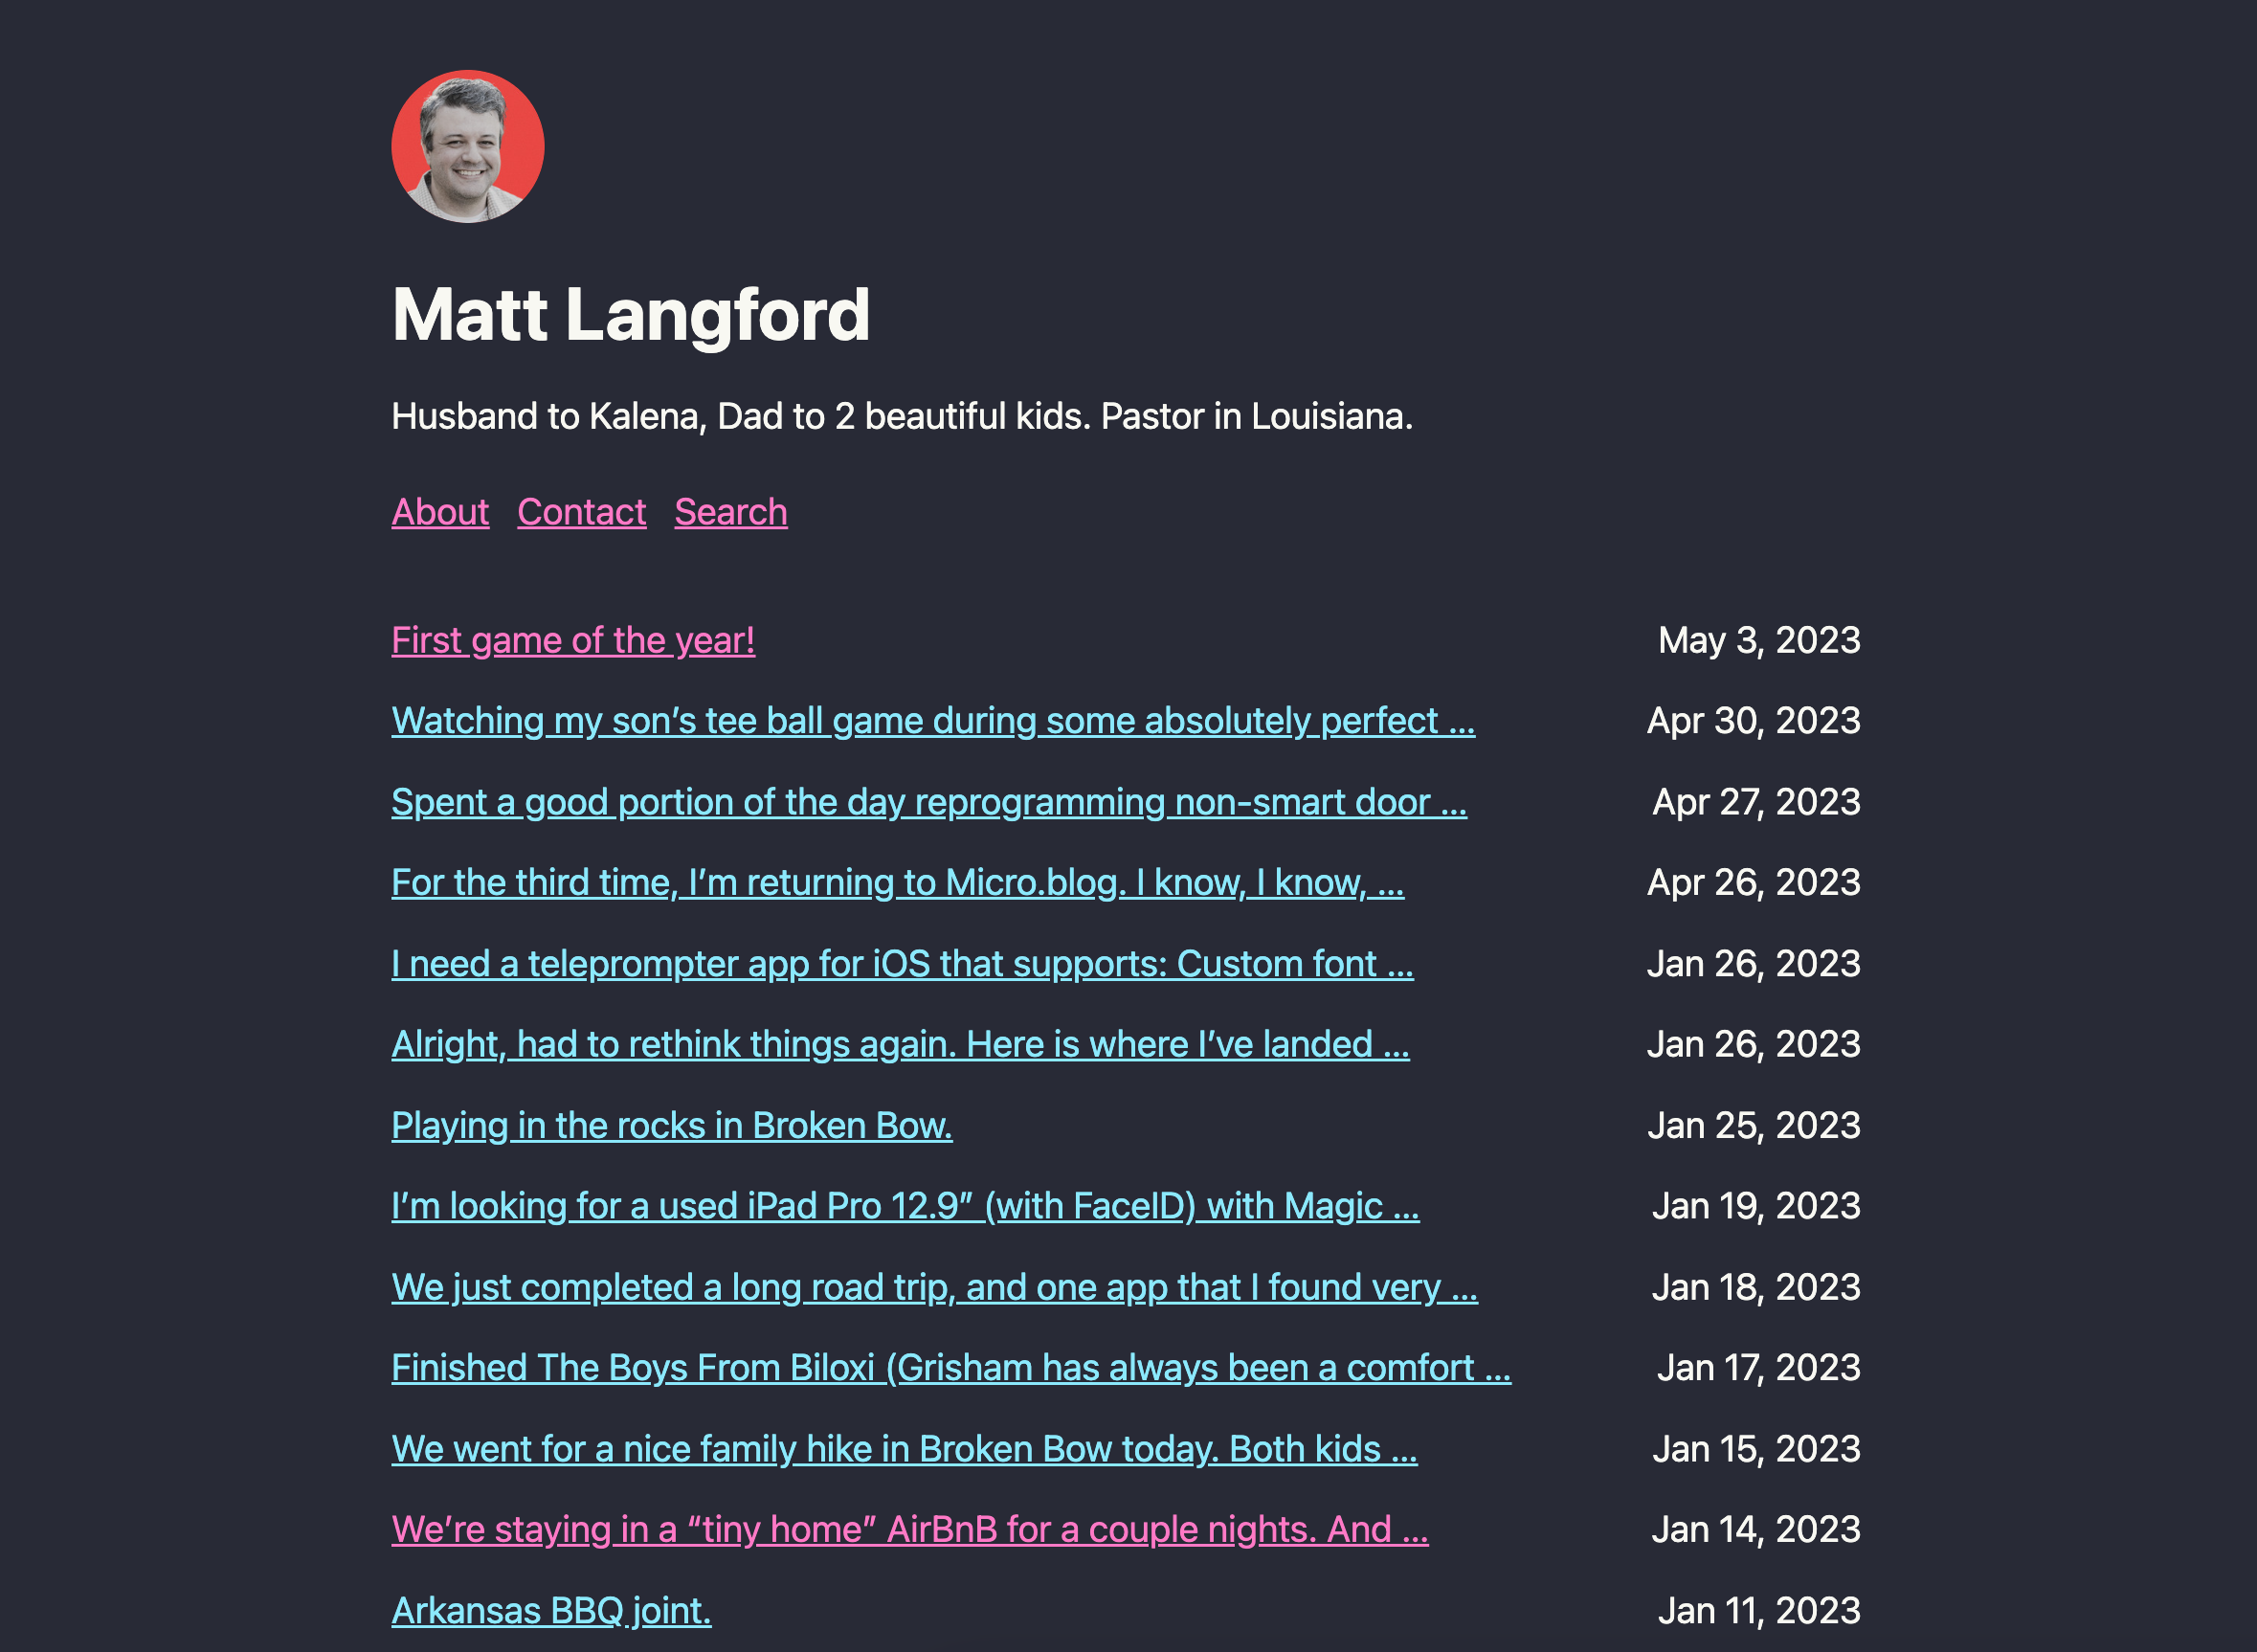 Matt Langford
Husband to Kalena, Dad to 2 beautiful kids. Pastor in Louisiana.
About Contact Search
First game of the year! May 3, 2023
Watching my son’s tee ball game during some absolutely perfect ... Apr 30, 2023
Spent a good portion of the day reprogramming non-smart door ... Apr 27, 2023
For the third time, I’m returning to Micro.blog. I know, I know, ... Apr 26, 2023
I need a teleprompter app for iOS that supports: Custom font ... Jan 26, 2023
Alright, had to rethink things again. Here is where I’ve landed ... Jan 26, 2023
Playing in the rocks in Broken Bow. Jan 25, 2023
I’m looking for a used iPad Pro 12.9” (with FaceID) with Magic ... Jan 19, 2023
We just completed a long road trip, and one app that I found very ... Jan 18, 2023
Finished The Boys From Biloxi (Grisham has always been a comfort ... Jan 17, 2023
We went for a nice family hike in Broken Bow today. Both kids ... Jan 15, 2023
We’re staying in a “tiny home” AirBnB for a couple nights. And ... Jan 14, 2023
Arkansas BBQ joint. Jan 11, 2023